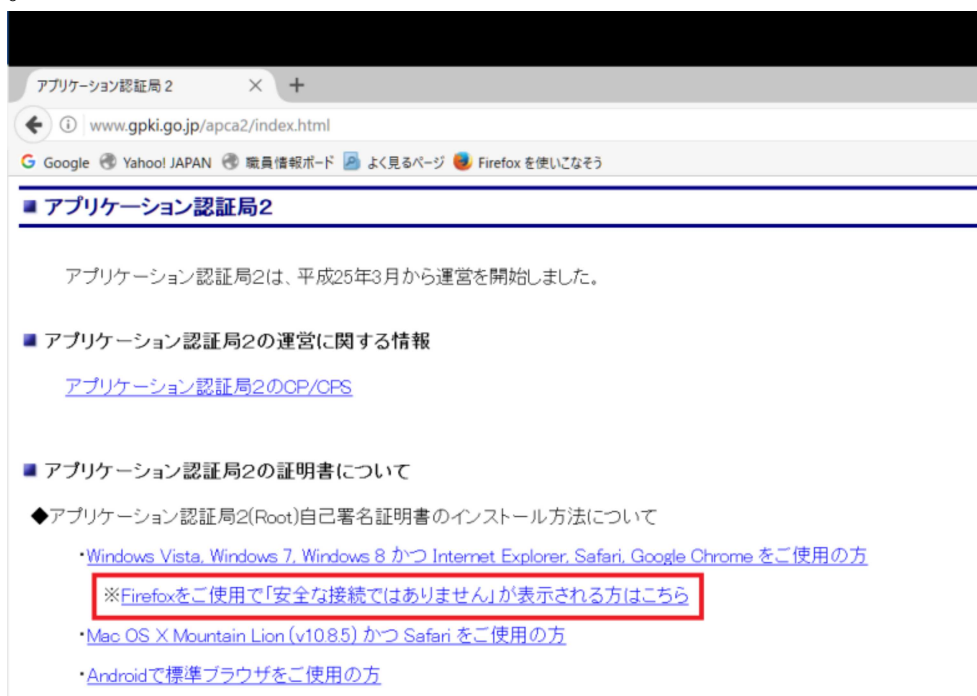 アプリケーション認証局 2
www.gpki.go.jp/apca2/index.html
Google Yahoo! JAPAN 職員情報ボード よく見るページ Firefox を使いこなそう
■ アプリケーション認証局2
アプリケーション認証局2は、平成25年3月から運営を開始しました。
■ アプリケーション認証局2の運営に関する情報
アプリケーション認証局2のCP/CPS
■ アプリケーション認証局2の証明書について
◆アプリケーション認証局2(Root)自己署名証明書のインストール方法について
・Windows Vista, Windows 7, Windows 8 かつ Internet Explorer, Safari, Google Chrome をご使用の方
※Firefoxをご使用で「安全な接続ではありません」が表示される方はこちら
・Mac OS X Mountain Lion (v10.8.5) かつ Safari をご使用の方
・Androidで標準ブラウザをご使用の方